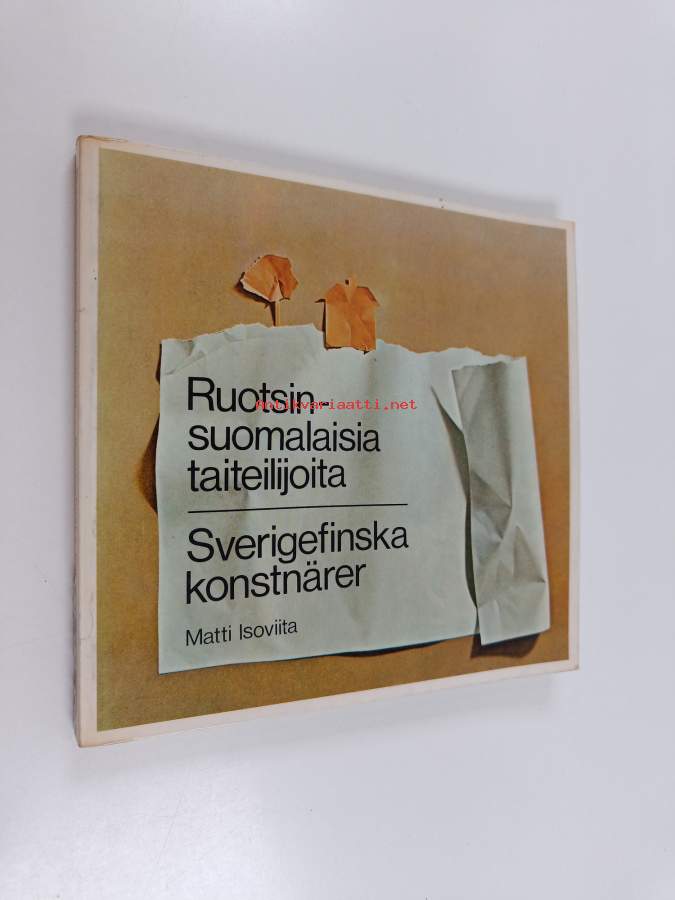 Ruotsin-
Antikvariaatti.net
suomalaisia
taiteilijoita
Sverigefinska
konstnärer
Matti Isoviita